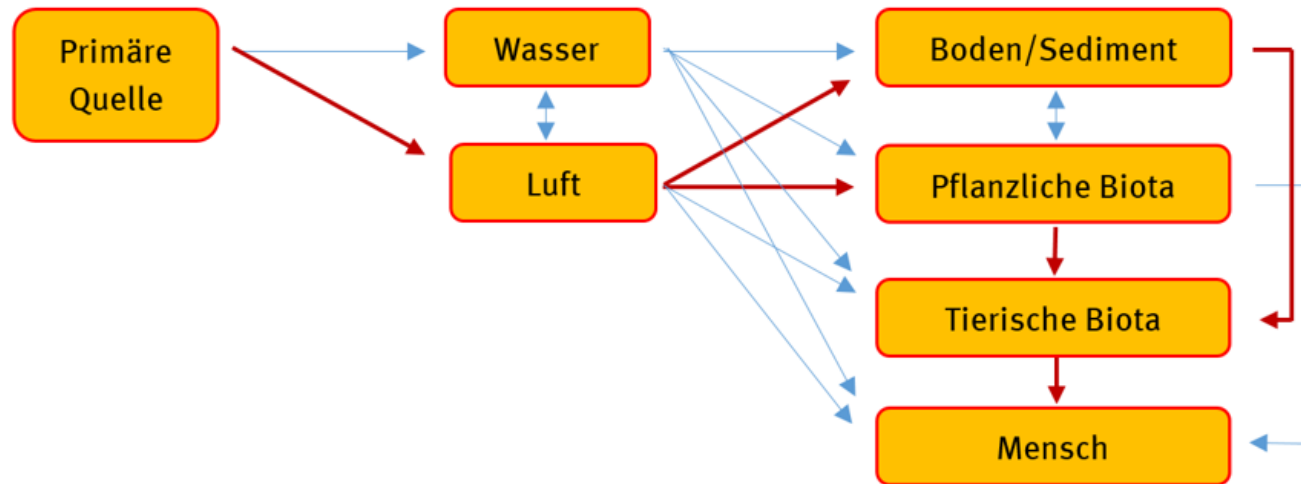 Primäre
Quelle
Wasser
Luft
Boden/Sediment
Pflanzliche Biota
Tierische Biota
Mensch